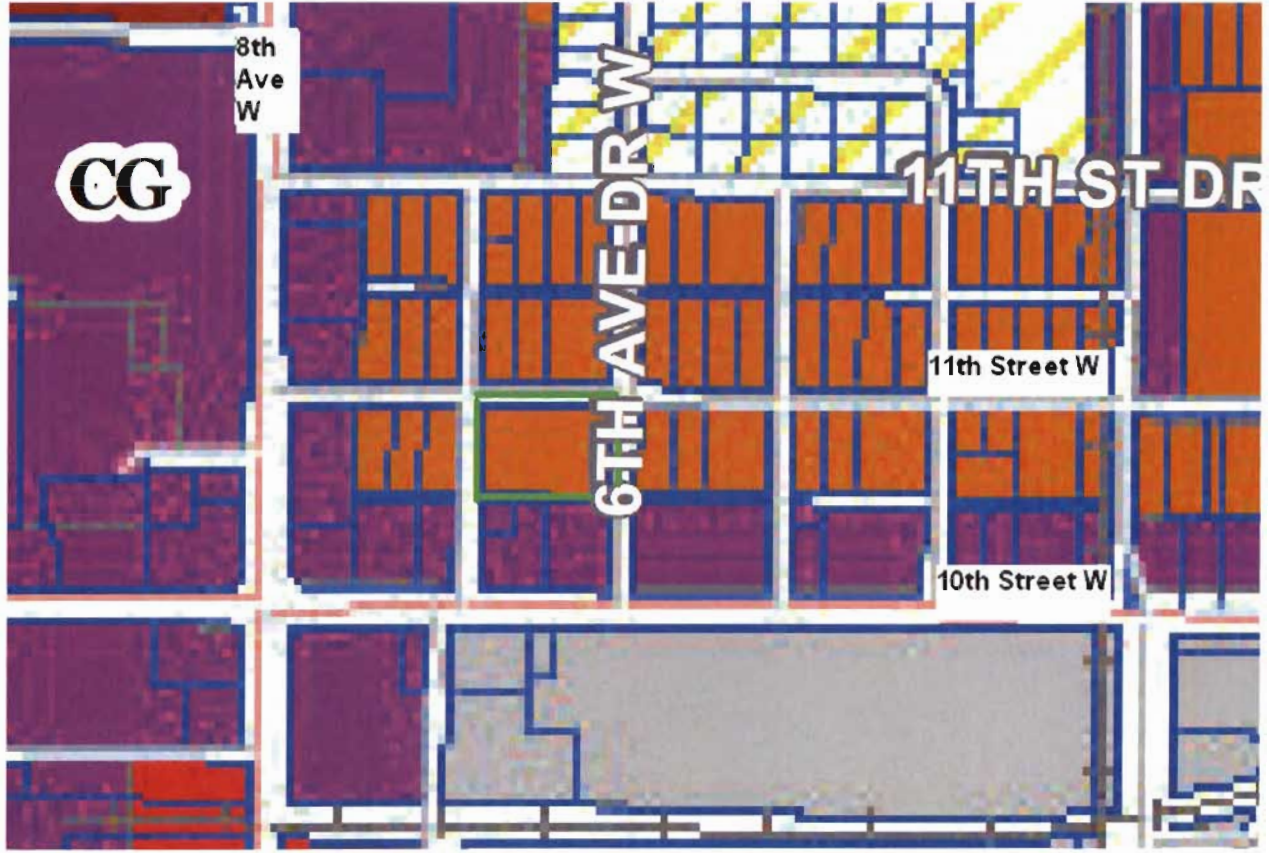 8th
Ave
W
CG
6TH AVE DR W
11TH ST DR
11th Street W
10th Street W